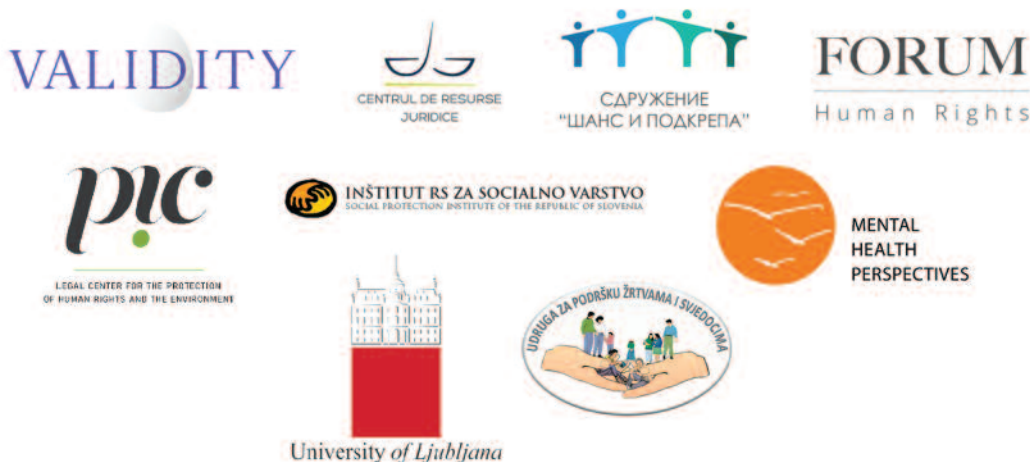 VALIDITY
CENTRUL DE RESURSE
JURIDICE
СДРУЖЕНИЕ
"ШАНС И ПОДКРЕПА"
FORUM
Human Rights
pic
LEGAL CENTER FOR THE PROTECTION
OF HUMAN RIGHTS AND THE ENVIRONMENT
INŠTITUT RS ZA SOCIALNO VARSTVO
SOCIAL PROTECTION INSTITUTE OF THE REPUBLIC OF SLOVENIA
MENTAL
HEALTH
PERSPECTIVES
University of Ljubljana
UDRUGA ZA PODRŠKU ŽRTVAMA I SVJEDOCIMA